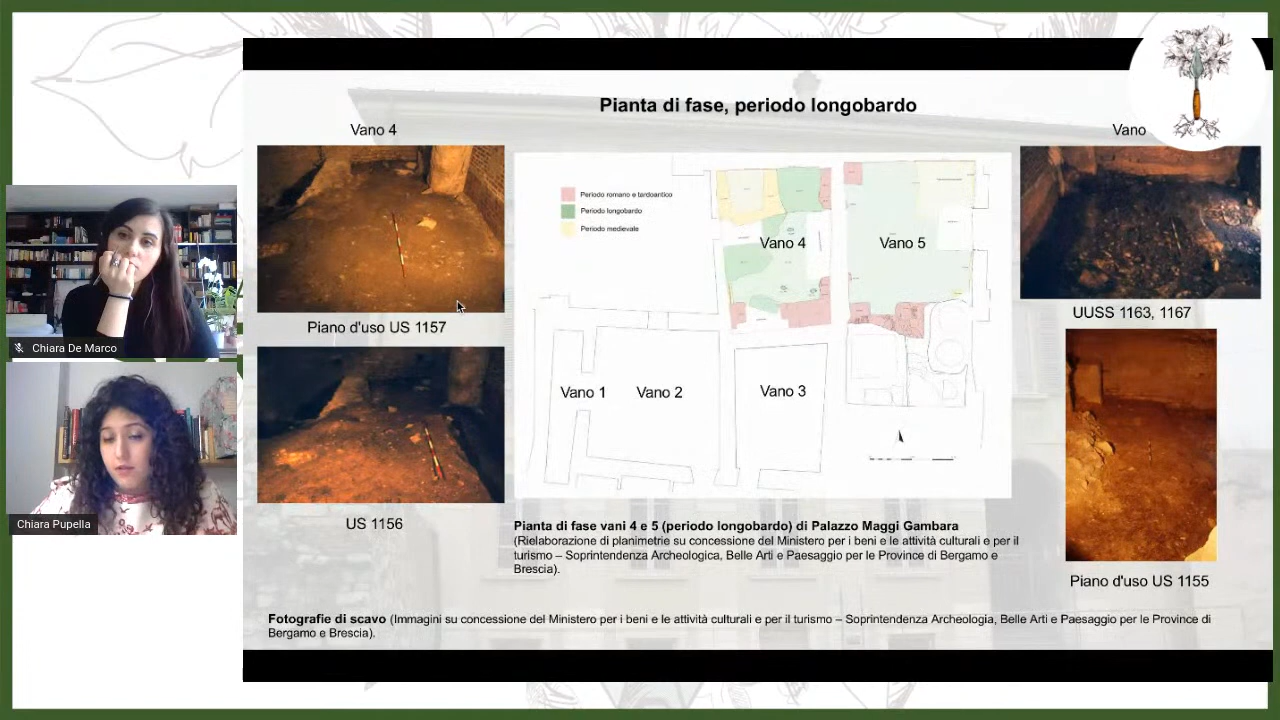 Pianta di fase, periodo longobardo
Vano 4
Vano
Periodo romano e tardoantico
Periodo longobardo
Periodo medievale
Vano 4
Vano 5
Piano d'uso US 1157
UUSS 1163, 1167
Chiara De Marco
Vano 1
Vano 2
Vano 3
Chiara Pupella
US 1156
Pianta di fase vani 4 e 5 (periodo longobardo) di Palazzo Maggi Gambara
(Rielaborazione di planimetrie su concessione del Ministero per i beni e le attività culturali e per il
turismo – Soprintendenza Archeologica, Belle Arti e Paesaggio per le Province di Bergamo e
Brescia).
Piano d'uso US 1155
Fotografie di scavo (Immagini su concessione del Ministero per i beni e le attività culturali e per il turismo – Soprintendenza Archeologia, Belle Arti e Paesaggio per le Province di
Bergamo e Brescia).